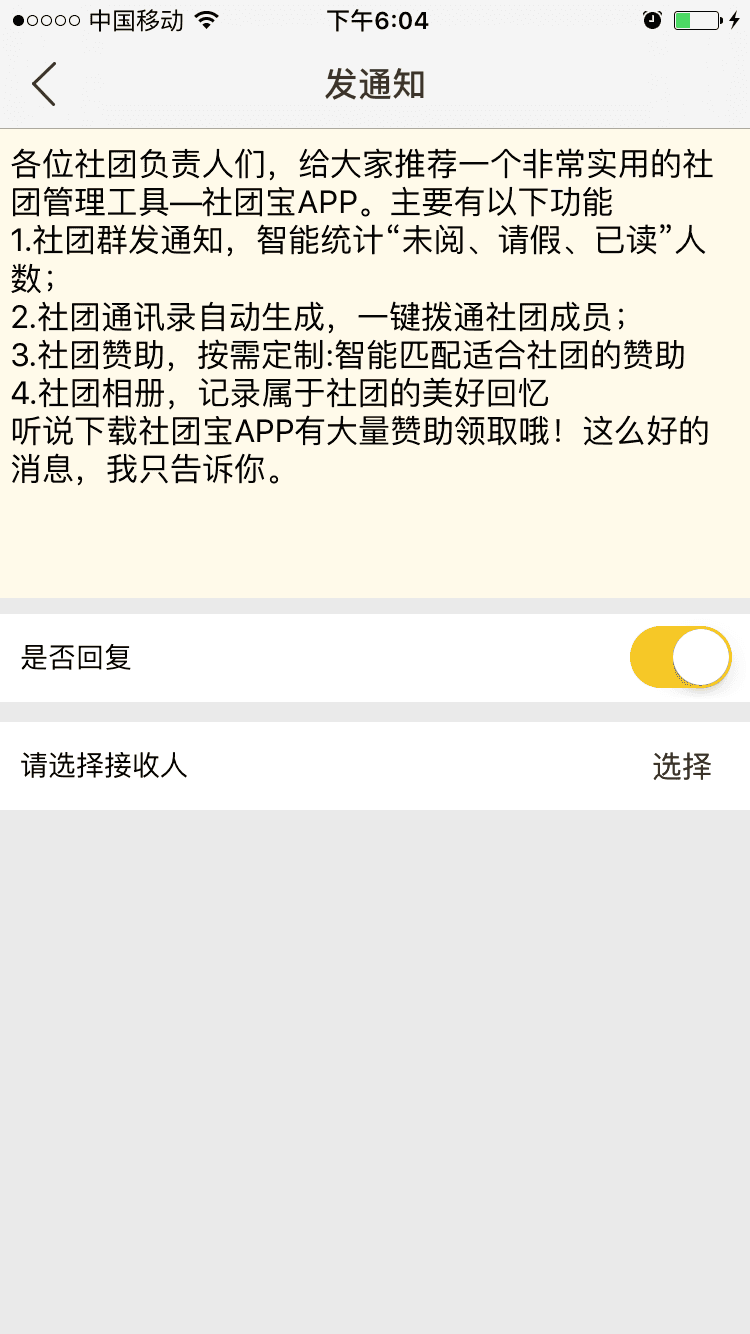 中国移动 下午6:04
发通知
各位社团负责人们，给大家推荐一个非常实用的社
团管理工具—社团宝APP。主要有以下功能
1.社团群发通知，智能统计“未阅、请假、已读”人
数；
2.社团通讯录自动生成，一键拨通社团成员；
3.社团赞助，按需定制:智能匹配适合社团的赞助
4.社团相册，记录属于社团的美好回忆
听说下载社团宝APP有大量赞助领取哦！这么好的
消息，我只告诉你。
是否回复
请选择接收人 选择